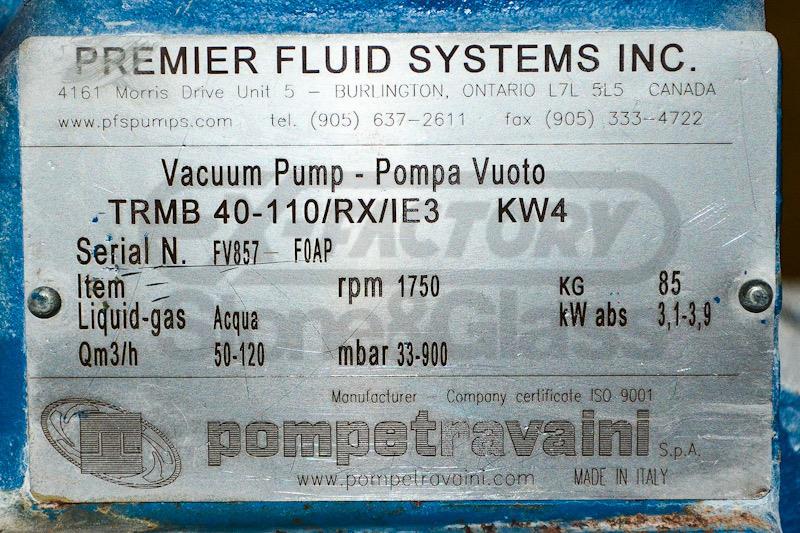 PREMIER FLUID SYSTEMS INC.
4161 Morris Drive Unit 5 - BURLINGTON, ONTARIO L7L 5L5 CANADA
www.pfspumps.com tel. (905) 637-2611 fax (905) 333-4722
Vacuum Pump - Pompa Vuoto
TRMB 40-110/RX/IE3 KW4
Serial N. FV857- F0AP
Item rpm 1750 KG 85
Liquid-gas Acqua kW abs 3,1-3,9
Qm3/h 50-120 mbar 33-900
Manufacturer - Company certificate ISO 9001
pompetravaini S.p.A.
www.pompetravaini.com MADE IN ITALY
FACTORY
Stone&Glass